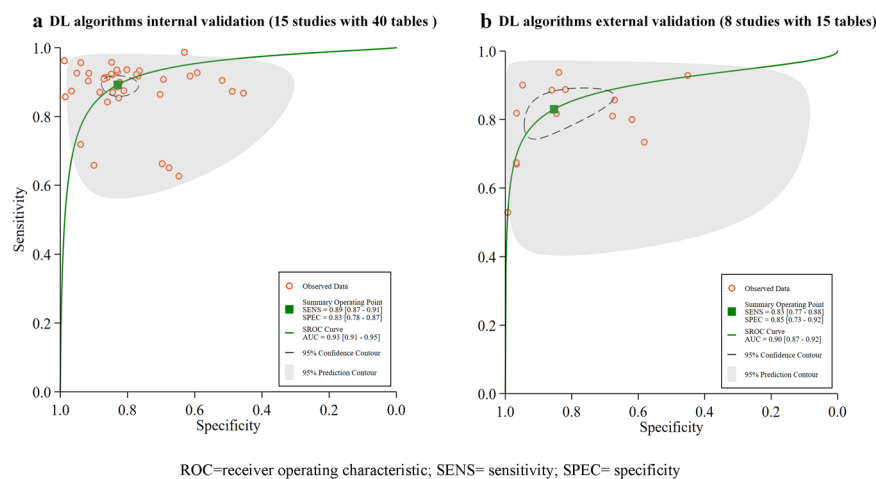 a DL algorithms internal validation (15 studies with 40 tables )
1.0
0.8
0.6
0.4
0.2
0.0
Sensitivity
1.0 0.8 0.6 0.4 0.2 0.0
Specificity
Observed Data
Summary Operating Point
SENS = 0.89 [0.87 - 0.91]
SPEC = 0.83 [0.78 - 0.87]
SROC Curve
AUC = 0.93 [0.91 - 0.95]
95% Confidence Contour
95% Prediction Contour
b DL algorithms external validation (8 studies with 15 tables)
1.0
0.8
0.6
0.4
0.2
0.0
1.0 0.8 0.6 0.4 0.2 0.0
Specificity
Observed Data
Summary Operating Point
SENS = 0.83 [0.77 - 0.88]
SPEC = 0.85 [0.73 - 0.92]
SROC Curve
AUC = 0.90 [0.87 - 0.92]
95% Confidence Contour
95% Prediction Contour
ROC=receiver operating characteristic; SENS= sensitivity; SPEC= specificity